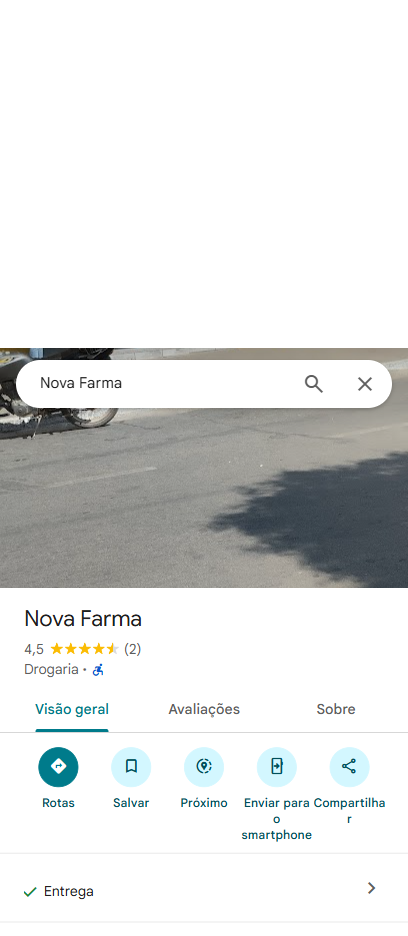 Nova Farma
Nova Farma
4,5 (2)
Drogaria •
Visão geral Avaliações Sobre
Rotas
Salvar
Próximo
Enviar para
o
smartphone
Compartilha
r
Entrega